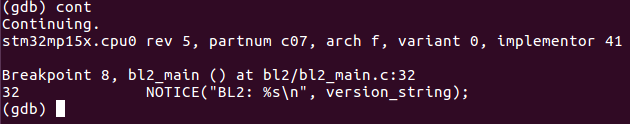 (gdb) cont
Continuing.
stm32mp15x.cpu0 rev 5, partnum c07, arch f, variant 0, implementor 41
Breakpoint 8, bl2_main () at bl2/bl2_main.c:32
32              NOTICE("BL2: %s\n", version_string);
(gdb)